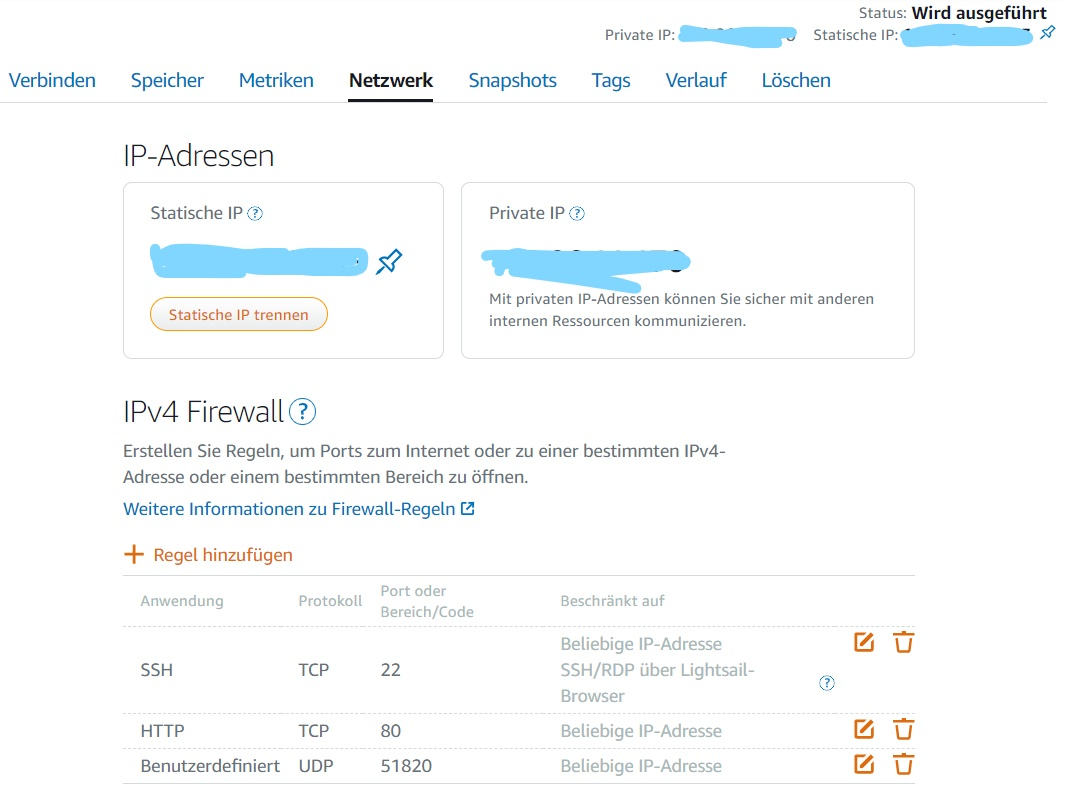 Status: Wird ausgeführt
Private IP: Statische IP:
Verbinden Speicher Metriken Netzwerk Snapshots Tags Verlauf Löschen
IP-Adressen
Statische IP ?
Private IP ?
Statische IP trennen
Mit privaten IP-Adressen können Sie sicher mit anderen
internen Ressourcen kommunizieren.
IPv4 Firewall ?
Erstellen Sie Regeln, um Ports zum Internet oder zu einer bestimmten IPv4-
Adresse oder einem bestimmten Bereich zu öffnen.
Weitere Informationen zu Firewall-Regeln
+ Regel hinzufügen
Anwendung Protokoll Port oder Bereich/Code Beschränkt auf
SSH TCP 22 Beliebige IP-Adresse
SSH/RDP über Lightsail-
Browser ?
HTTP TCP 80 Beliebige IP-Adresse
Benutzerdefiniert UDP 51820 Beliebige IP-Adresse